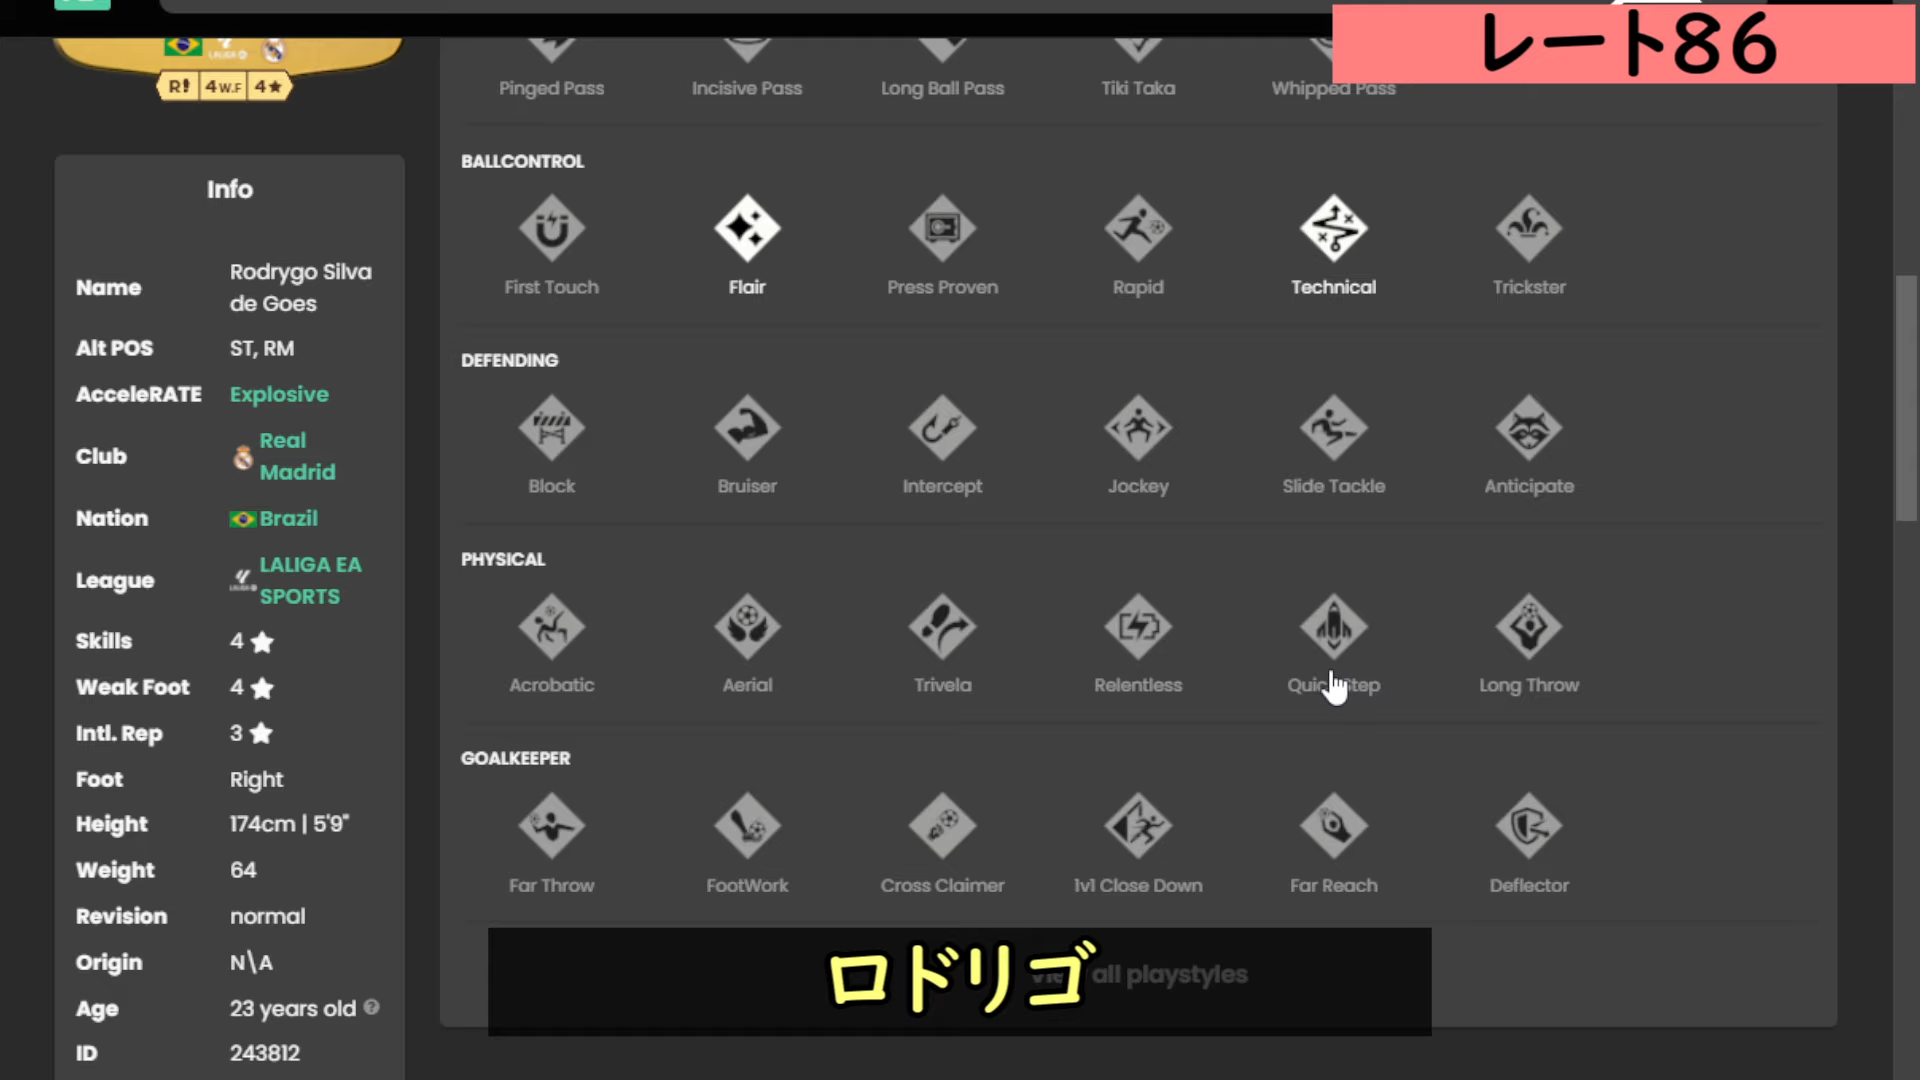 レート86
R 4W.F 4★
Pinged Pass Incisive Pass Long Ball Pass Tiki Taka Whipped Pass
Info
Name Rodrygo Silva
de Goes
Alt POS ST, RM
AcceleRATE Explosive
Club Real
Madrid
Nation Brazil
League LALIGA EA
SPORTS
Skills 4 ★
Weak Foot 4 ★
Intl. Rep 3 ★
Foot Right
Height 174cm | 5'9"
Weight 64
Revision normal
Origin N\A
Age 23 years old
ID 243812
BALLCONTROL
First Touch Flair Press Proven Rapid Technical Trickster
DEFENDING
Block Bruiser Intercept Jockey Slide Tackle Anticipate
PHYSICAL
Acrobatic Aerial Trivela Relentless Quick Step Long Throw
GOALKEEPER
Far Throw FootWork Cross Claimer 1v1 Close Down Far Reach Deflector
all playstyles
ロドリゴ